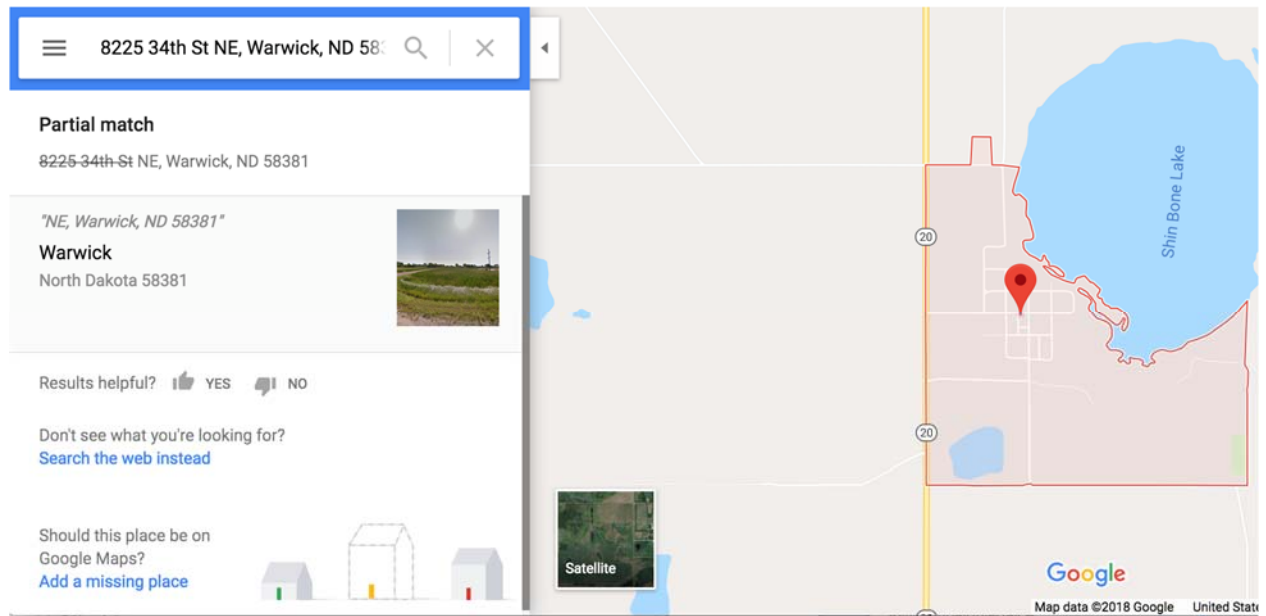 8225 34th St NE, Warwick, ND 58
Partial match
8225 34th St NE, Warwick, ND 58381
"NE, Warwick, ND 58381"
Warwick
North Dakota 58381
Results helpful? YES NO
Don't see what you're looking for?
Search the web instead
Should this place be on
Google Maps?
Add a missing place
Satellite
20
20
Shin Bone Lake
Google
Map data ©2018 Google United State